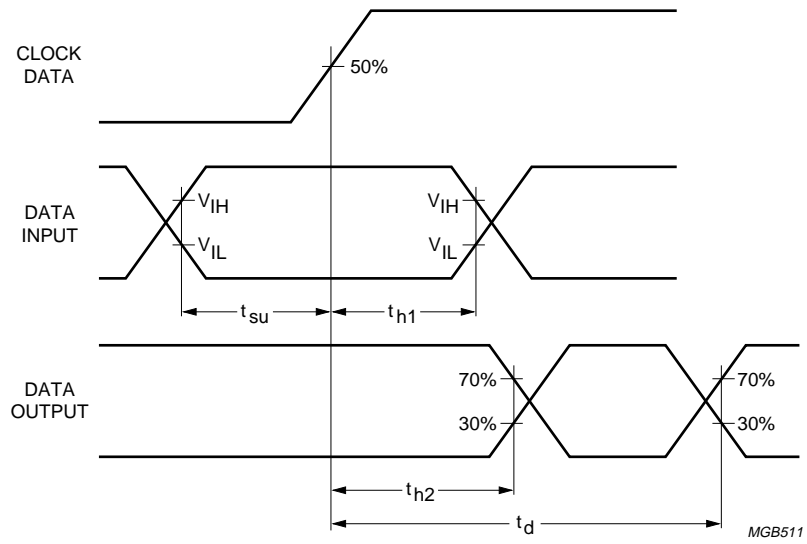 CLOCK
DATA
50%
DATA
INPUT
VIH
VIH
VIL
VIL
tsu
th1
DATA
OUTPUT
70%
70%
30%
30%
th2
td
MGB511